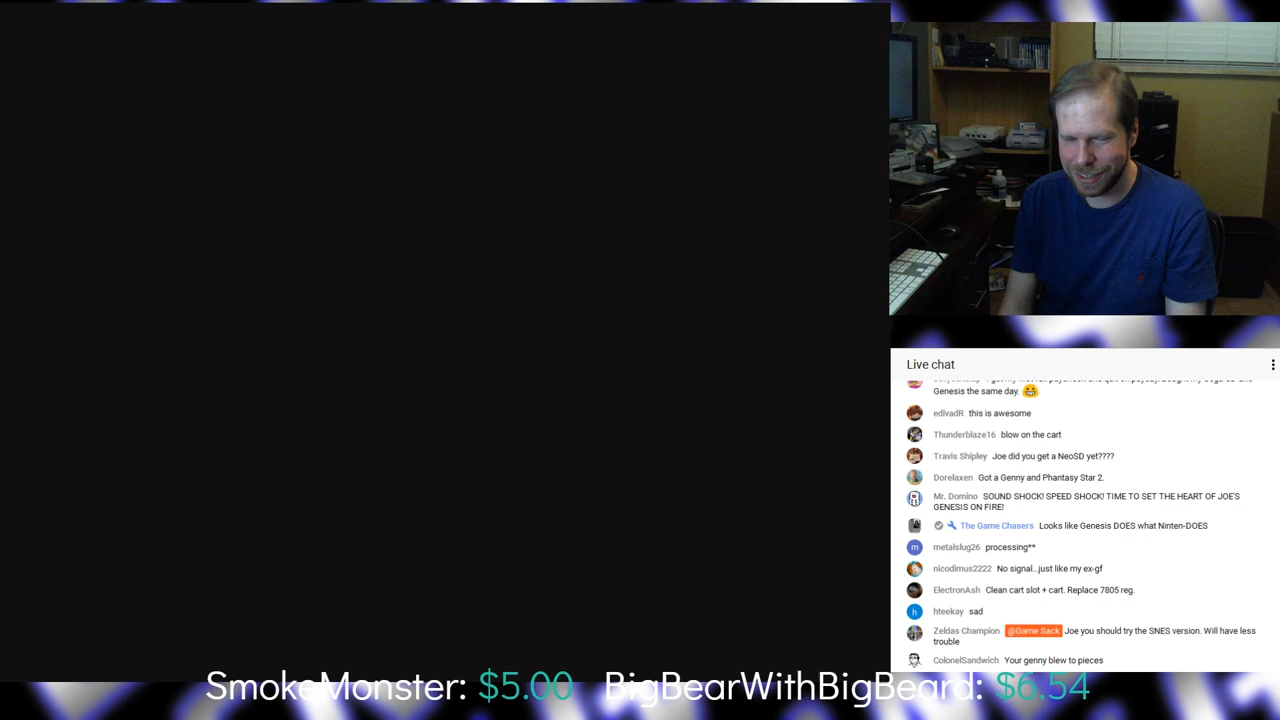 Live chat
Genesis the same day.
edivadR this is awesome
Thunderblaze16 blow on the cart
Travis Shipley Joe did you get a NeoSD yet????
Dorelaxen Got a Genny and Phantasy Star 2.
Mr. Domino SOUND SHOCK! SPEED SHOCK! TIME TO SET THE HEART OF JOE'S
GENESIS ON FIRE!
The Game Chasers Looks like Genesis DOES what Ninten-DOES
m metalslug26 processing**
nicodimus2222 No signal...just like my ex-gf
ElectronAsh Clean cart slot + cart. Replace 7805 reg.
h hteekay sad
Zeldas Champion @Game Sack Joe you should try the SNES version. Will have less
trouble
ColonelSandwich Your genny blew to pieces
SmokeMonster: $5.00 BigBearWithBigBeard: $6.54